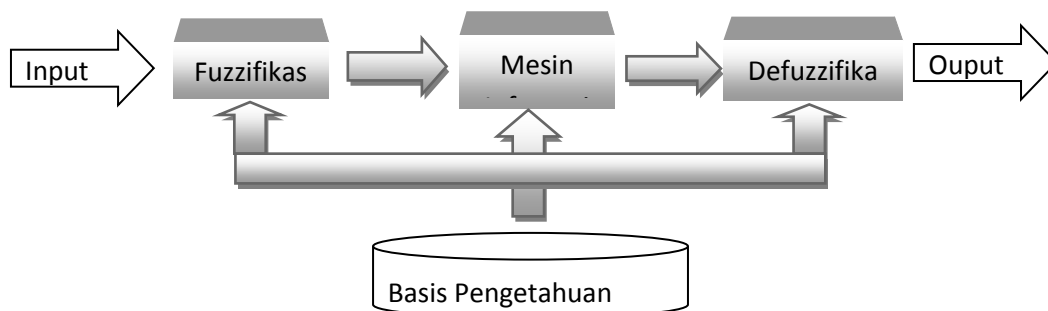 Input
Fuzzifikas
Mesin
Defuzzifika
Ouput
Basis Pengetahuan